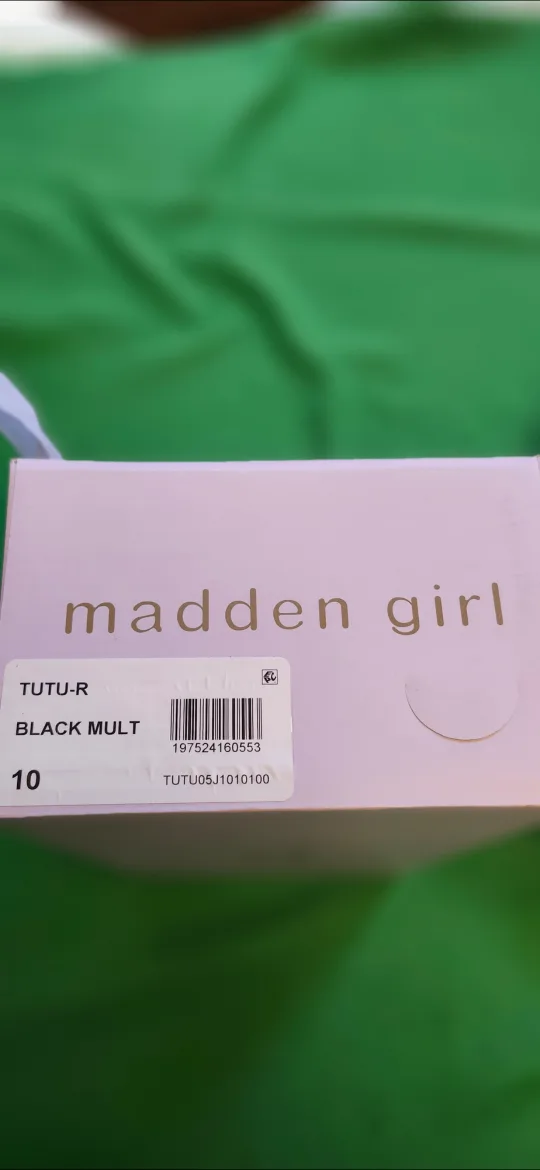 madden girl
TUTU-R
BLACK MULT
197524160553
10
TUTU05J1010100